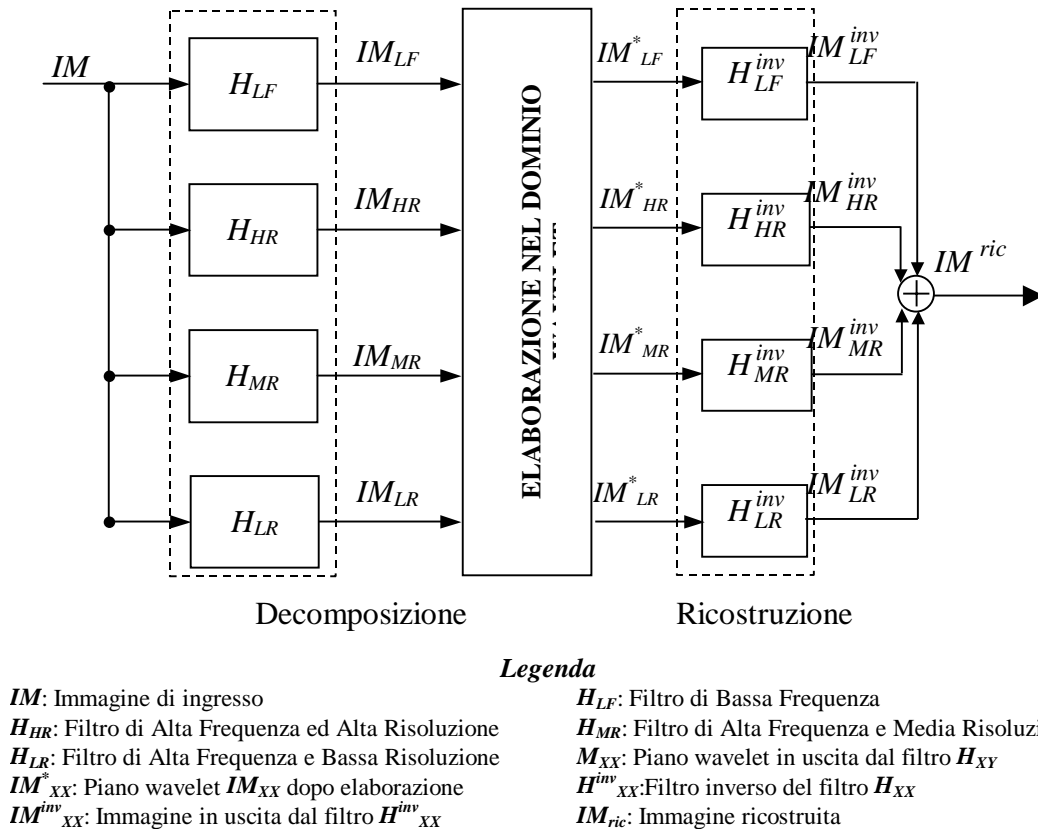 IM
H_LF
IM_LF
IM^*_LF
H^inv_LF
IM^inv_LF
H_HR
IM_HR
IM^*_HR
H^inv_HR
IM^inv_HR
IM^ric
H_MR
IM_MR
IM^*_MR
H^inv_MR
IM^inv_MR
H_LR
IM_LR
IM^*_LR
H^inv_LR
IM^inv_LR
ELABORAZIONE NEL DOMINIO
Decomposizione
Ricostruzione
Legenda
IM: Immagine di ingresso
H_LF: Filtro di Bassa Frequenza
H_HR: Filtro di Alta Frequenza ed Alta Risoluzione
H_MR: Filtro di Alta Frequenza e Media Risoluzi
H_LR: Filtro di Alta Frequenza e Bassa Risoluzione
M_XX: Piano wavelet in uscita dal filtro H_XY
IM^*_XX: Piano wavelet IM_XX dopo elaborazione
H^inv_XX:Filtro inverso del filtro H_XX
IM^inv_XX: Immagine in uscita dal filtro H^inv_XX
IM_ric: Immagine ricostruita